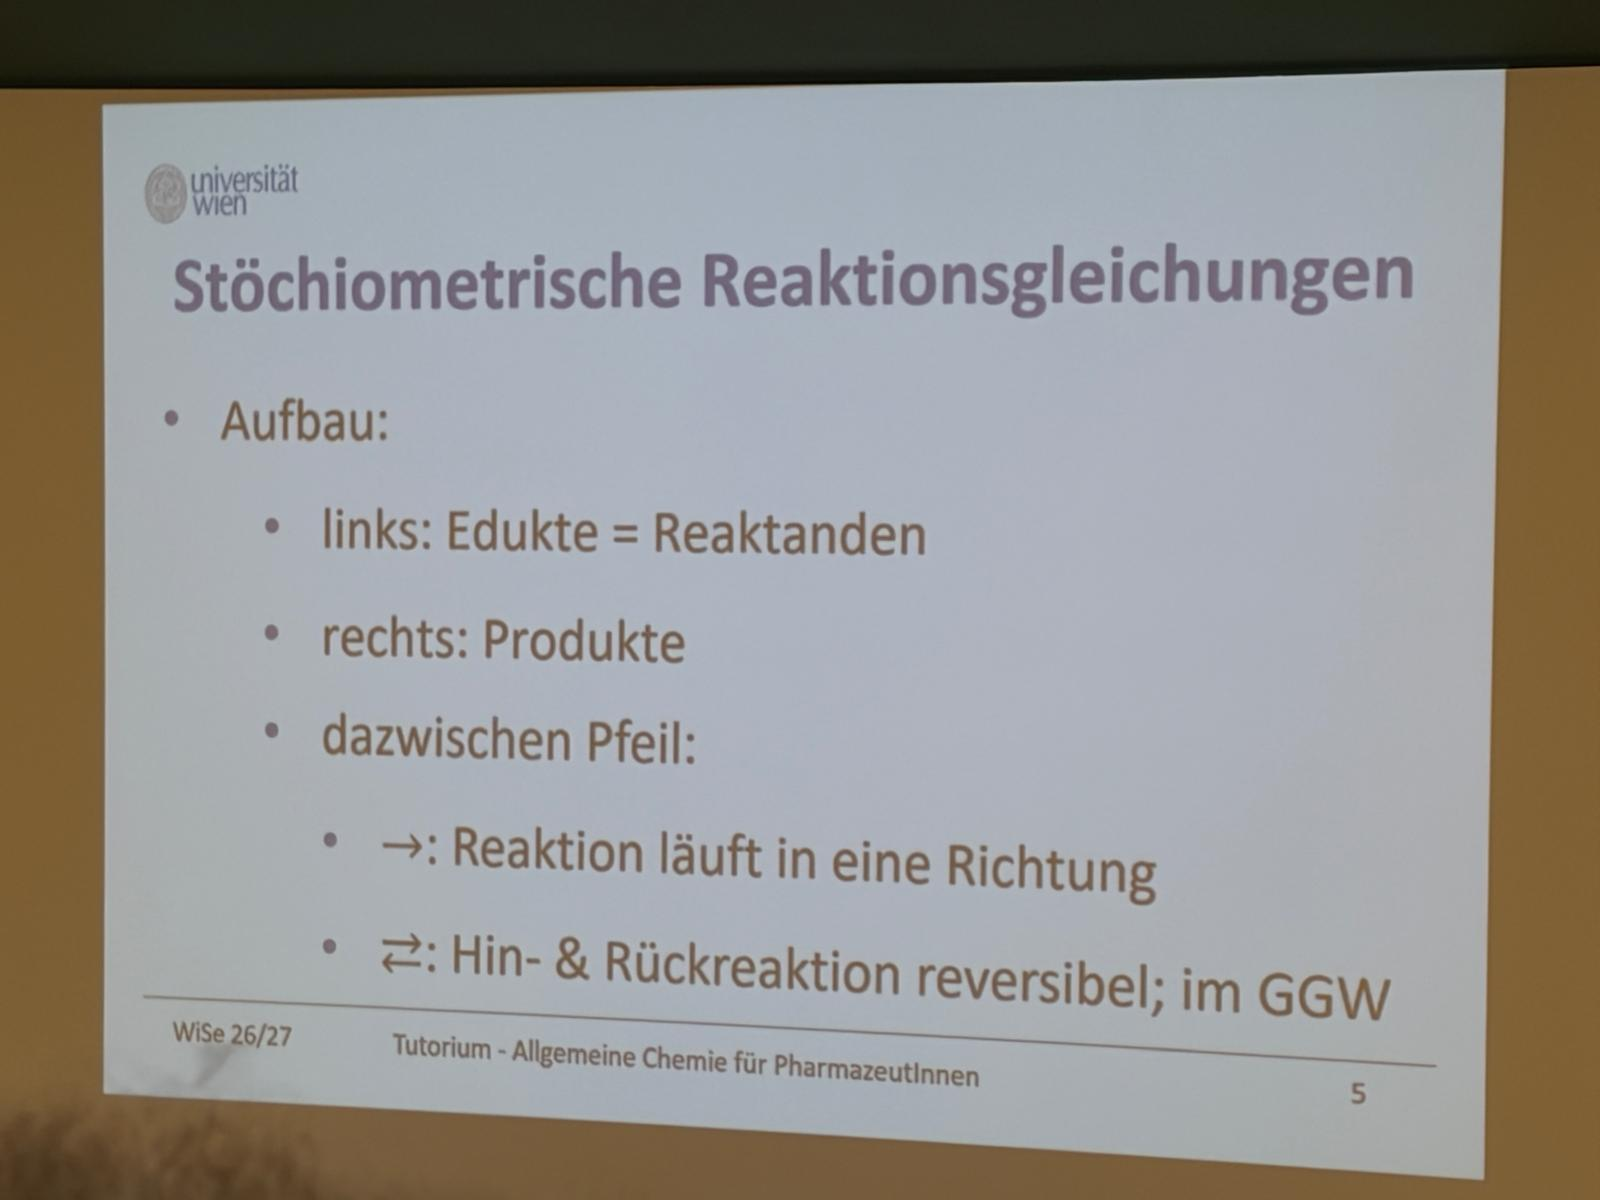 universität
wien
Stöchiometrische Reaktionsgleichungen
• Aufbau:
• links: Edukte = Reaktanden
• rechts: Produkte
• dazwischen Pfeil:
• →: Reaktion läuft in eine Richtung
• ⇄: Hin- & Rückreaktion reversibel; im GGW
WiSe 26/27 Tutorium - Allgemeine Chemie für PharmazeutInnen 5